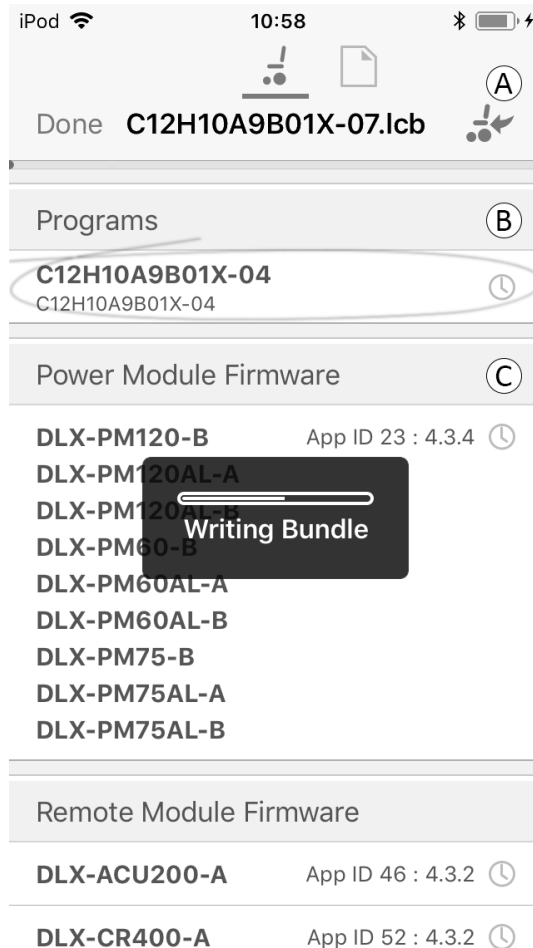 iPod 10:58
A
Done C12H10A9B01X-07.lcb
Programs B
C12H10A9B01X-04
C12H10A9B01X-04
Power Module Firmware C
DLX-PM120-B App ID 23 : 4.3.4
DLX-PM120AL-A
DLX-PM120AL-B
Writing Bundle
DLX-PM60-B
DLX-PM60AL-A
DLX-PM60AL-B
DLX-PM75-B
DLX-PM75AL-A
DLX-PM75AL-B
Remote Module Firmware
DLX-ACU200-A App ID 46 : 4.3.2
DLX-CR400-A App ID 52 : 4.3.2